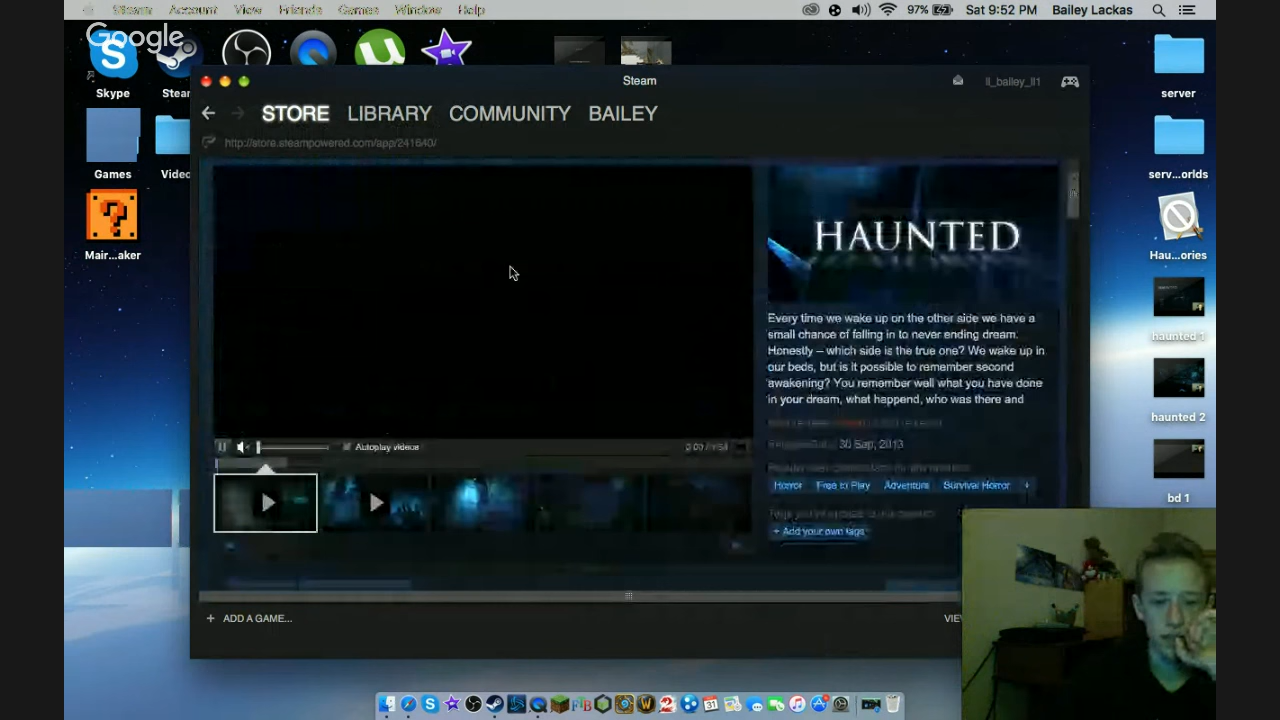 Steam Account View Friends Games Window Help
97% Sat 9:52 PM Bailey Lackas
Google
Skype
Steam
server
Games
Video
serv...orlds
Mair...aker
Hau...ories
haunted 1
haunted 2
bd 1
Steam
ll_bailey_ll1
STORE LIBRARY COMMUNITY BAILEY
http://store.steampowered.com/app/241640/
HAUNTED
Every time we wake up on the other side we have a
small chance of falling in to never ending dream.
Honestly – which side is the true one? We wake up in
our beds, but is it possible to remember second
awakening? You remember well what you have done
in your dream, what happend, who was there and
30 Sep, 2013
Autoplay videos
Horror Free to Play Adventure Survival Horror +
+ Add your own tags
+ ADD A GAME...